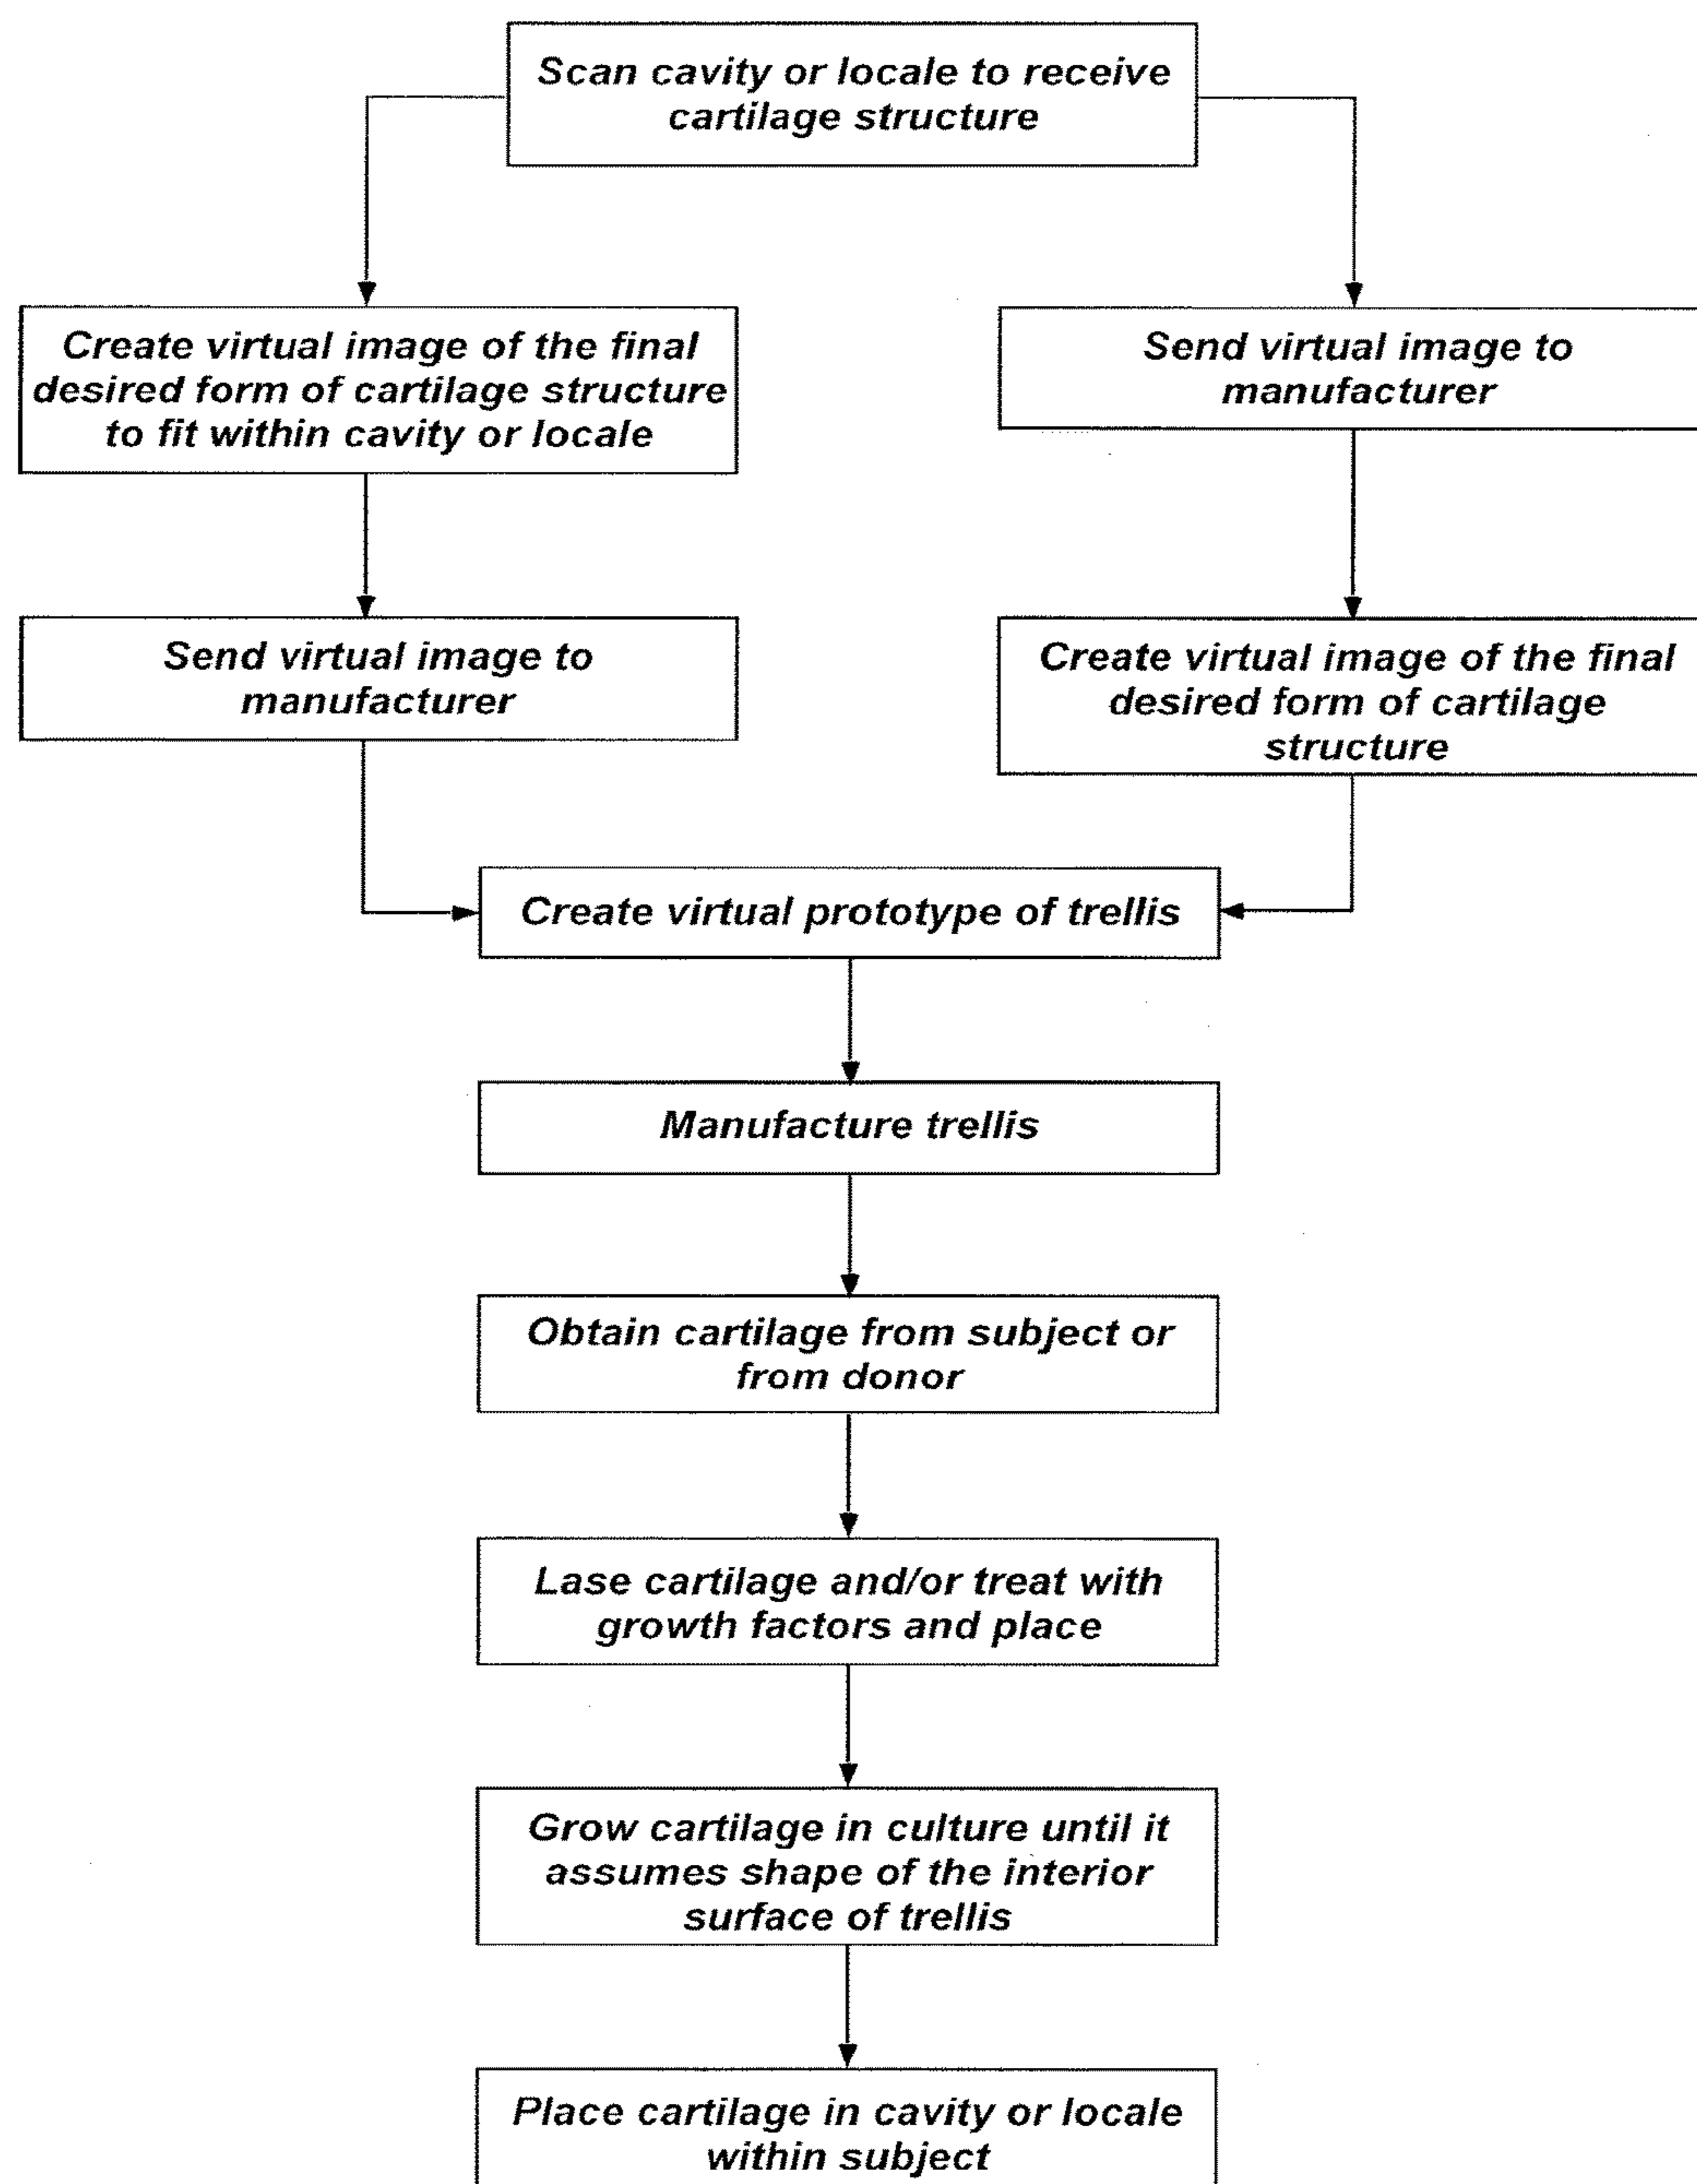 Scan cavity or locale to receive
cartilage structure
Create virtual image of the final
desired form of cartilage structure
to fit within cavity or locale
Send virtual image to
manufacturer
Send virtual image to
manufacturer
Create virtual image of the final
desired form of cartilage
structure
Create virtual prototype of trellis
Manufacture trellis
Obtain cartilage from subject or
from donor
Lase cartilage and/or treat with
growth factors and place
Grow cartilage in culture until it
assumes shape of the interior
surface of trellis
Place cartilage in cavity or locale
within subject